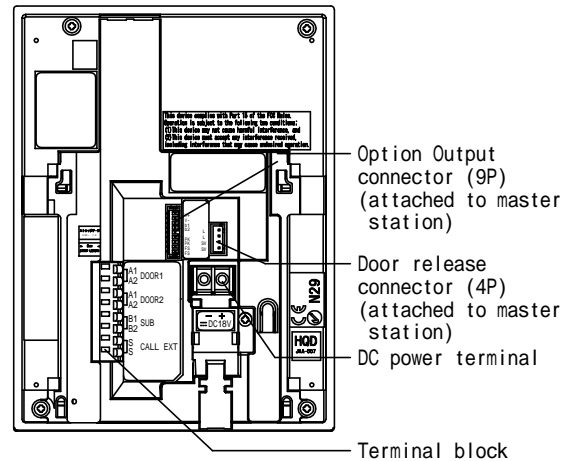 This device complies with Part 15 of the FCC Rules.
Operation is subject to the following two conditions:
(1)This device may not cause harmful interference, and
(2)This device must accept any interference received,
including interference that may cause undesired operation.
Option Output
connector (9P)
(attached to master
station)
Door release
connector (4P)
(attached to master
station)
DC power terminal
Terminal block
A1
A2
DOOR1
A1
A2
DOOR2
B1
B2
SUB
S
S
CALL EXT
- +
DC18V
CE
N29
HQD